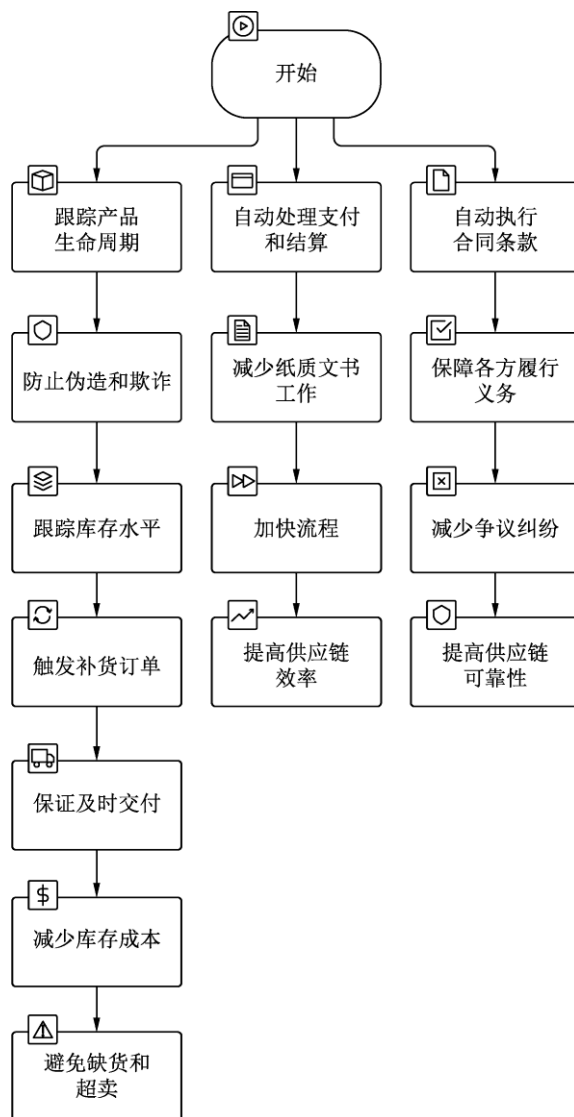 开始
跟踪产品
生命周期
自动处理支付
和结算
自动执行
合同条款
防止伪造和欺诈
减少纸质文书
工作
保障各方履行
义务
跟踪库存水平
加快流程
减少争议纠纷
触发补货订单
提高供应链
效率
提高供应链
可靠性
保证及时交付
减少库存成本
避免缺货和
超卖